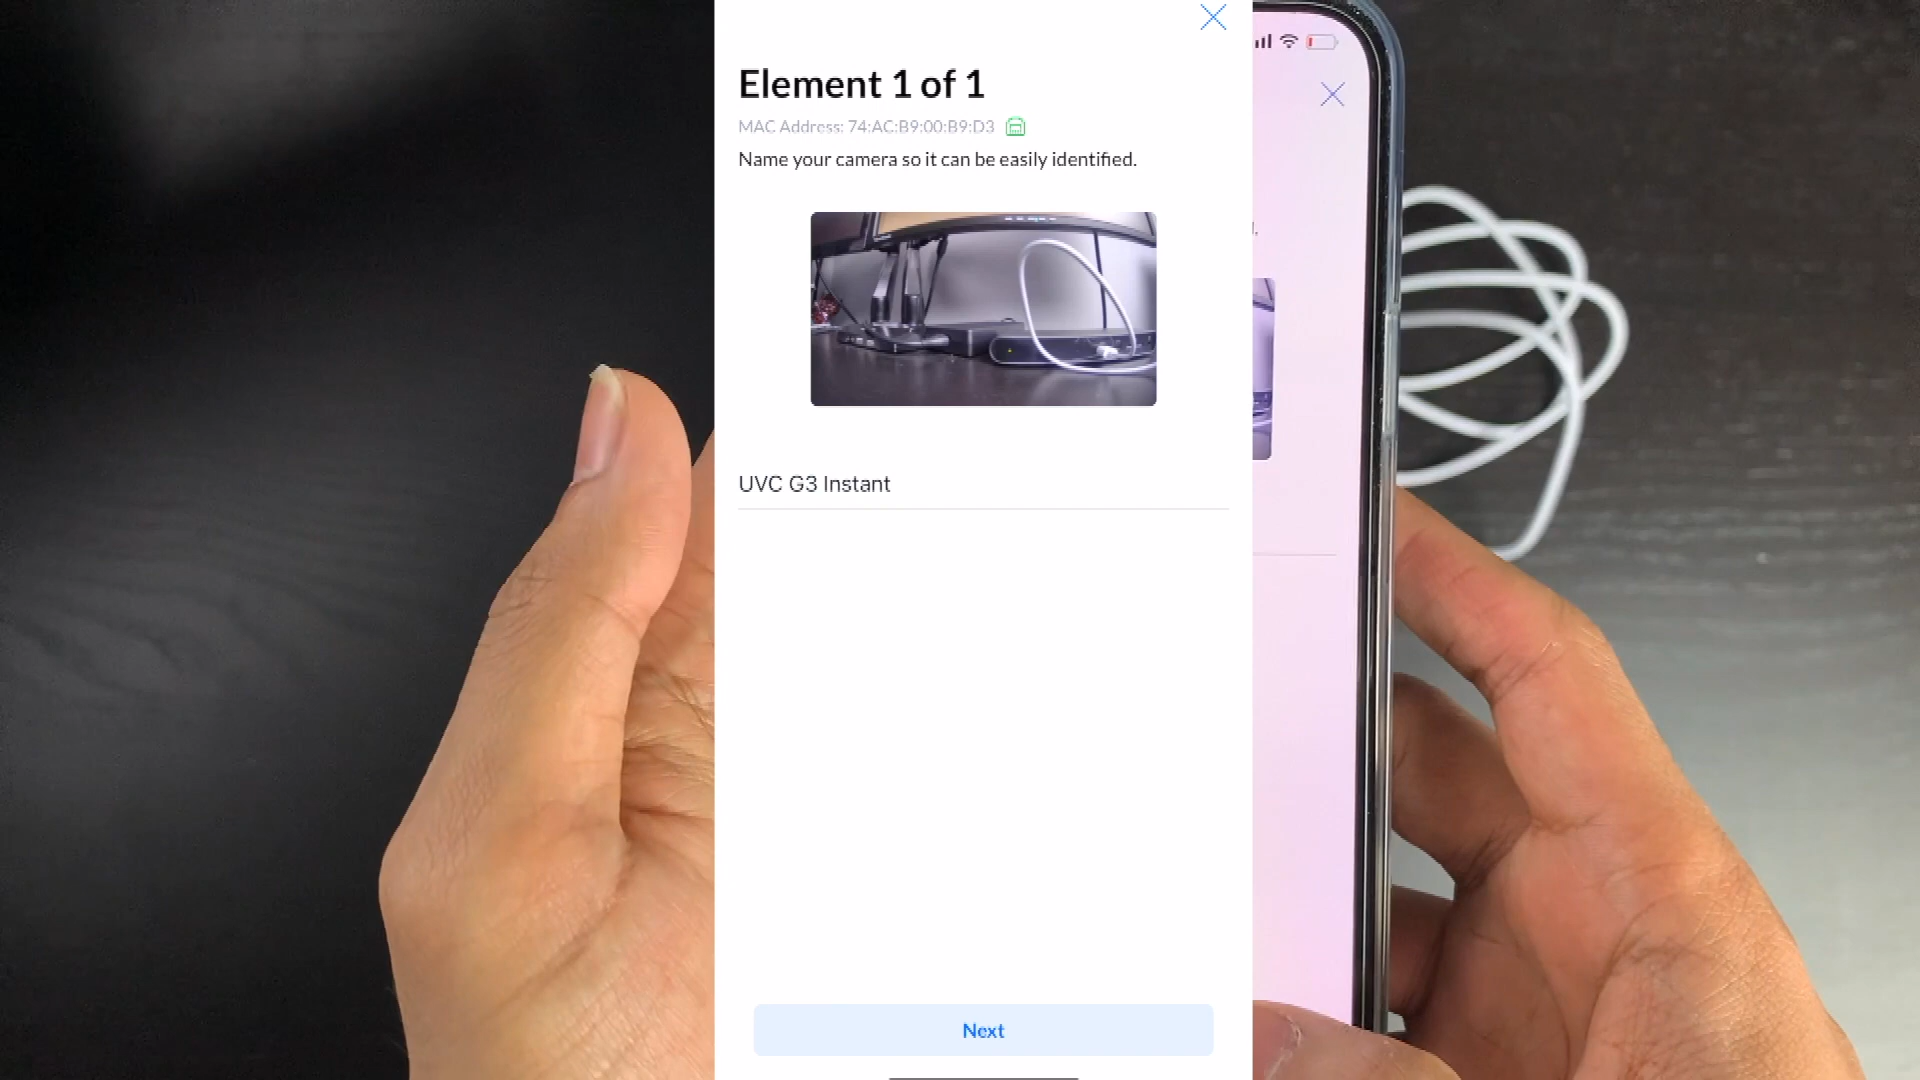 Element 1 of 1
MAC Address: 74:AC:B9:00:B9:D3
Name your camera so it can be easily identified.
UVC G3 Instant
Next